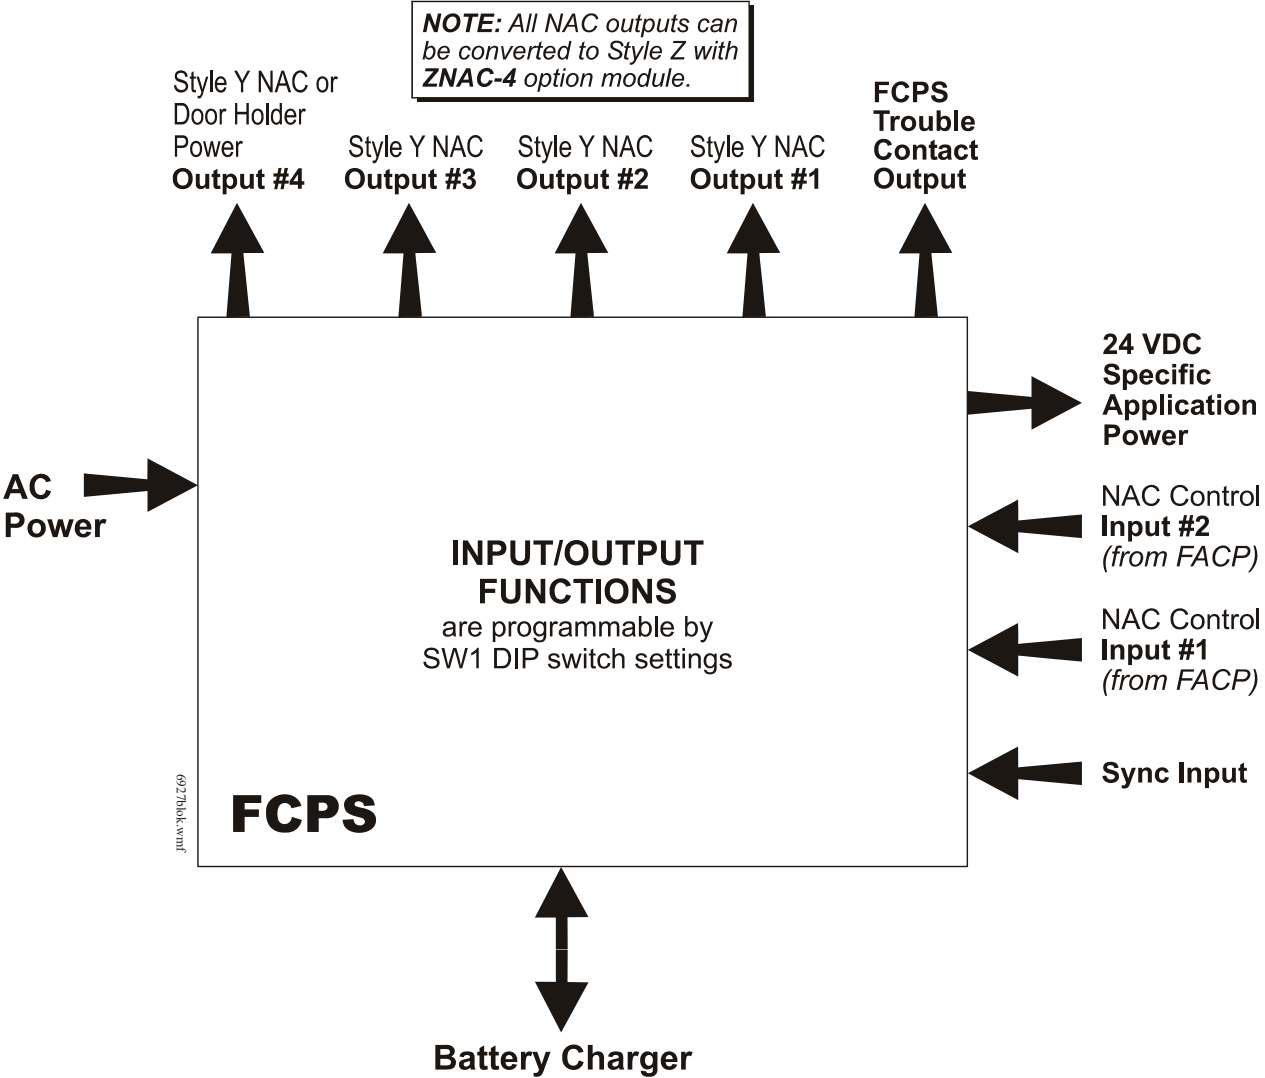 NOTE: All NAC outputs can
be converted to Style Z with
ZNAC-4 option module.
Style Y NAC or
Door Holder
Power
Output #4
Style Y NAC
Output #3
Style Y NAC
Output #2
Style Y NAC
Output #1
FCPS
Trouble
Contact
Output
24 VDC
Specific
Application
Power
AC
Power
NAC Control
Input #2
(from FACP)
INPUT/OUTPUT
FUNCTIONS
are programmable by
SW1 DIP switch settings
NAC Control
Input #1
(from FACP)
Sync Input
6927blok.wmf
FCPS
Battery Charger